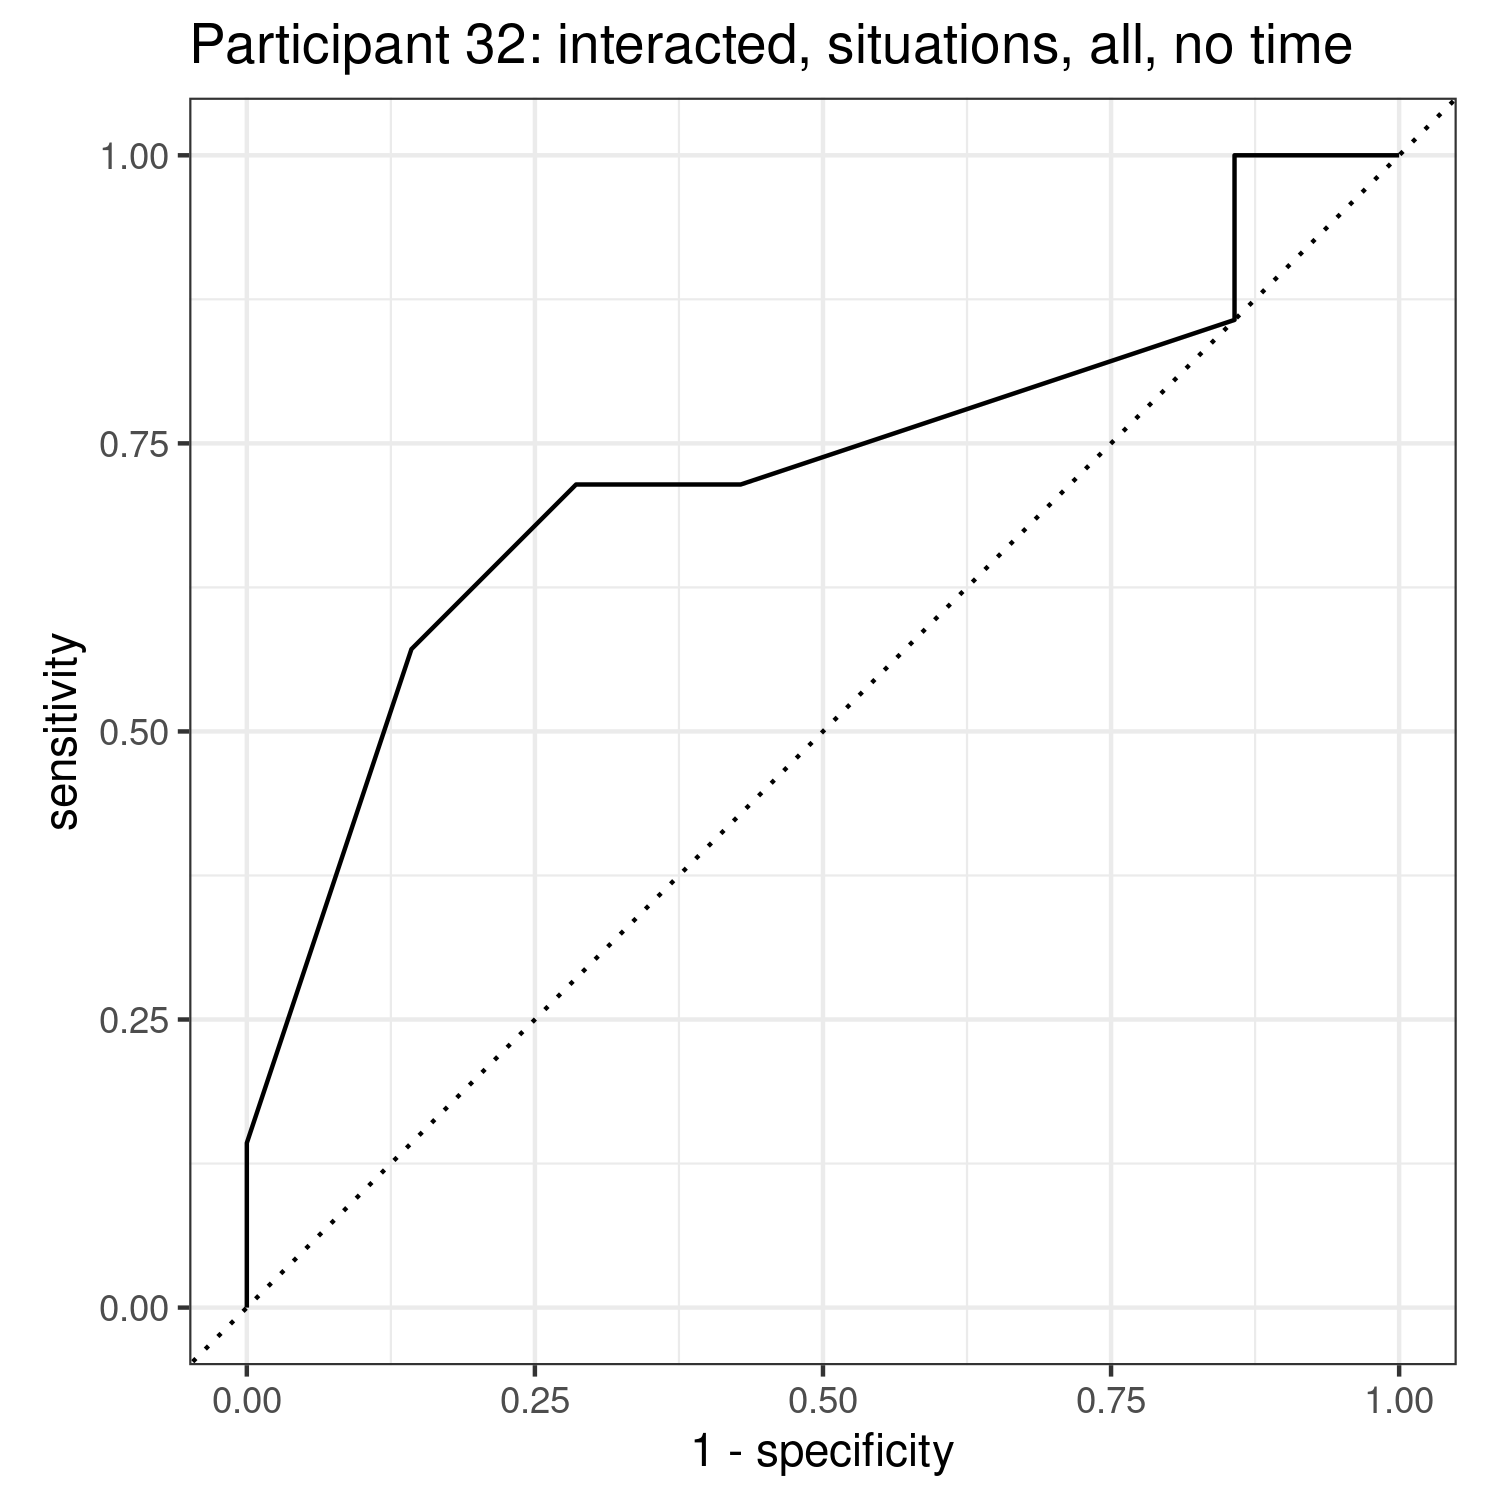 Participant 32: interacted, situations, all, no time
1.00
0.75
0.50
0.25
0.00
sensitivity
0.00 0.25 0.50 0.75 1.00
1 - specificity